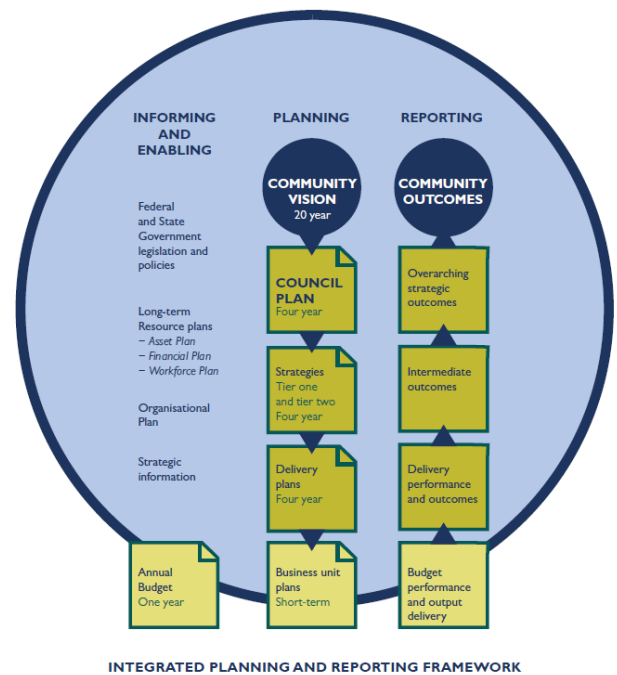 INFORMING
AND
ENABLING
Federal
and State
Government
legislation and
policies
Long-term
Resource plans
– Asset Plan
– Financial Plan
– Workforce Plan
Organisational
Plan
Strategic
information
Annual
Budget
One year
PLANNING
COMMUNITY
VISION
20 year
COUNCIL
PLAN
Four year
Strategies
Tier one
and tier two
Four year
Delivery
plans
Four year
Business unit
plans
Short-term
REPORTING
COMMUNITY
OUTCOMES
Overarching
strategic
outcomes
Intermediate
outcomes
Delivery
performance
and outcomes
Budget
performance
and output
delivery
INTEGRATED PLANNING AND REPORTING FRAMEWORK